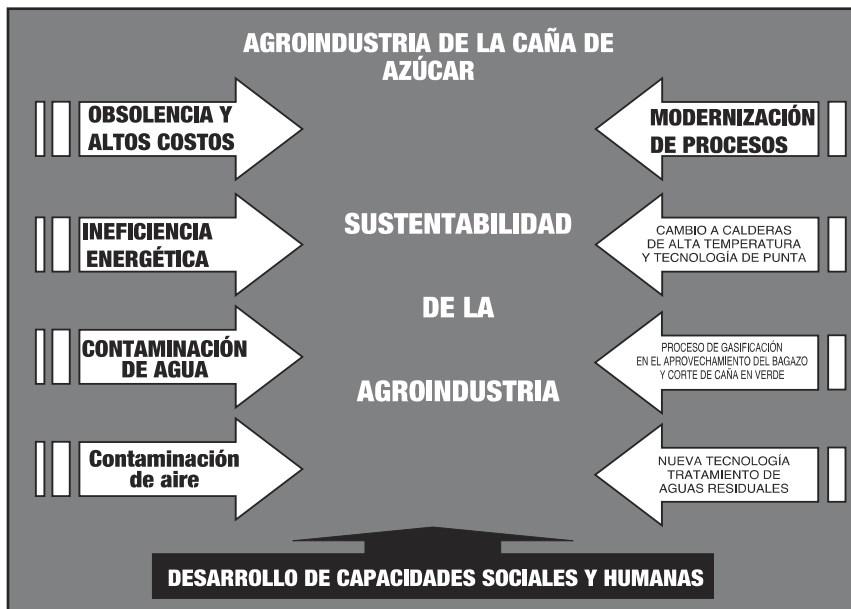 AGROINDUSTRIA DE LA CAÑA DE
AZÚCAR
OBSOLENCIA Y
ALTOS COSTOS
MODERNIZACIÓN
DE PROCESOS
INEFICIENCIA
ENERGÉTICA
SUSTENTABILIDAD
CAMBIO A CALDERAS
DE ALTA TEMPERATURA
Y TECNOLOGÍA DE PUNTA
DE LA
CONTAMINACIÓN
DE AGUA
PROCESO DE GASIFICACIÓN
EN EL APROVECHAMIENTO DEL BAGAZO
Y CORTE DE CAÑA EN VERDE
AGROINDUSTRIA
Contaminación
de aire
NUEVA TECNOLOGÍA
TRATAMIENTO DE
AGUAS RESIDUALES
DESARROLLO DE CAPACIDADES SOCIALES Y HUMANAS